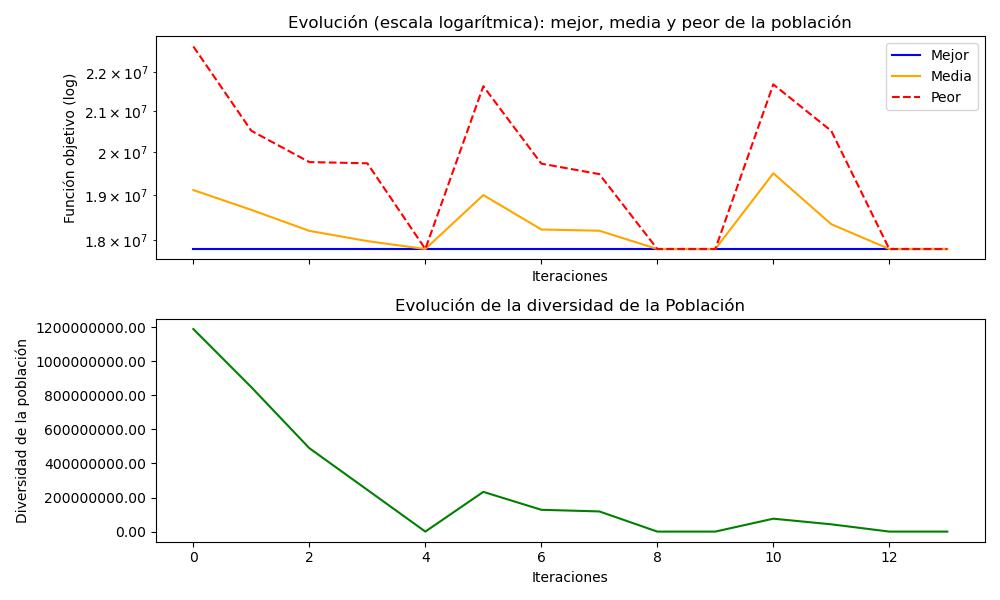 Evolución (escala logarítmica): mejor, media y peor de la población
Función objetivo (log)
2.2 × 10⁷
2.1 × 10⁷
2 × 10⁷
1.9 × 10⁷
1.8 × 10⁷
Mejor
Media
Peor
Iteraciones
Evolución de la diversidad de la Población
Diversidad de la población
1200000000.00
1000000000.00
800000000.00
600000000.00
400000000.00
200000000.00
0.00
0 2 4 6 8 10 12
Iteraciones